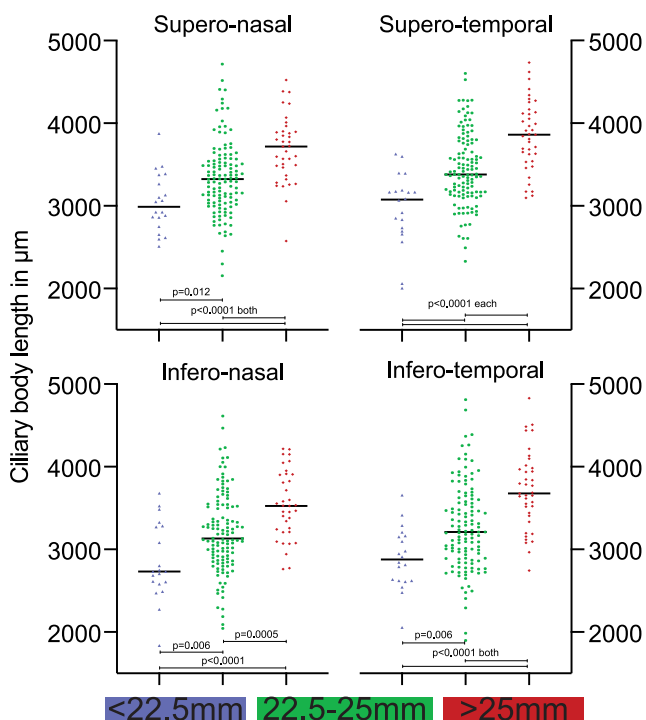 Supero-nasal
Supero-temporal
5000
4000
3000
2000
5000
4000
3000
2000
p=0.012
p<0.0001 both
p<0.0001 each
Ciliary body length in µm
Infero-nasal
Infero-temporal
5000
4000
3000
2000
5000
4000
3000
2000
p=0.006
p=0.0005
p<0.0001
p=0.006
p<0.0001 both
<22.5mm
22.5-25mm
>25mm